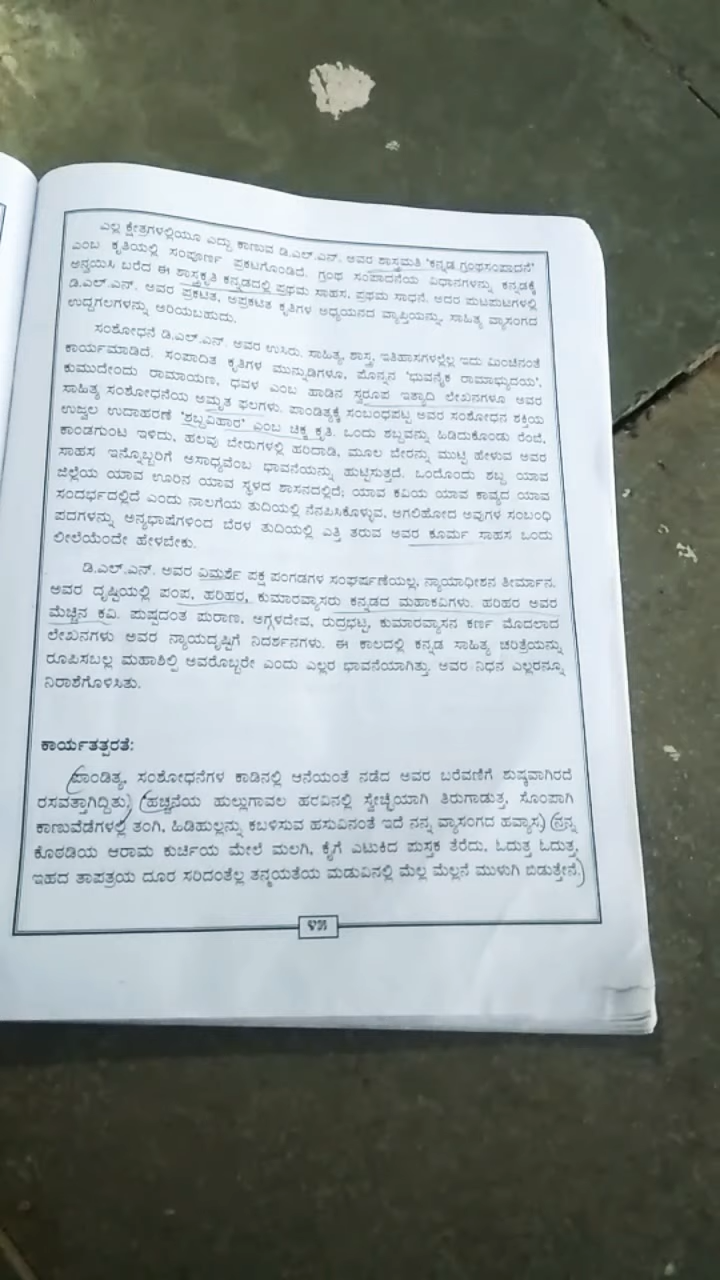 ಎಲ್ಲ ಕ್ಷೇತ್ರಗಳಲ್ಲಿಯೂ ಎದ್ದು ಕಾಣುವ ಡಿ.ಎಲ್.ಎನ್. ಅವರ ಶಾಸ್ತ್ರಮತಿ 'ಕನ್ನಡ ಗ್ರಂಥಸಂಪಾದನೆ'
ಎಂಬ ಕೃತಿಯಲ್ಲಿ ಸಂಪೂರ್ಣ ಪ್ರಕಟಗೊಂಡಿದೆ. ಗ್ರಂಥ ಸಂಪಾದನೆಯ ವಿಧಾನಗಳನ್ನು ಕನ್ನಡಕ್ಕೆ
ಅನ್ವಯಿಸಿ ಬರೆದ ಈ ಶಾಸ್ತ್ರಕೃತಿ ಕನ್ನಡದಲ್ಲಿ ಪ್ರಥಮ ಸಾಹಸ, ಪ್ರಥಮ ಸಾಧನೆ. ಅದರ ಪುಟಪುಟಗಳಲ್ಲಿ
ಡಿ.ಎಲ್.ಎನ್. ಅವರ ಪ್ರಕಟಿತ, ಅಪ್ರಕಟಿತ ಕೃತಿಗಳ ಅಧ್ಯಯನದ ವ್ಯಾಪ್ತಿಯನ್ನು, ಸಾಹಿತ್ಯ ವ್ಯಾಸಂಗದ
ಉದ್ದಗಲಗಳನ್ನು ಅರಿಯಬಹುದು.
ಸಂಶೋಧನೆ ಡಿ.ಎಲ್.ಎನ್. ಅವರ ಉಸಿರು. ಸಾಹಿತ್ಯ, ಶಾಸ್ತ್ರ, ಇತಿಹಾಸಗಳಲ್ಲೆಲ್ಲ ಇದು ಮಿಂಚಿನಂತೆ
ಕಾರ್ಯಮಾಡಿದೆ. ಸಂಪಾದಿತ ಕೃತಿಗಳ ಮುನ್ನುಡಿಗಳೂ, ಪೊನ್ನನ 'ಭುವನೈಕ ರಾಮಾಭ್ಯುದಯ',
ಕುಮುದೇಂದು ರಾಮಾಯಣ, ಧವಳ ಎಂಬ ಹಾಡಿನ ಸ್ವರೂಪ ಇತ್ಯಾದಿ ಲೇಖನಗಳೂ ಅವರ
ಸಾಹಿತ್ಯ ಸಂಶೋಧನೆಯ ಅಮೃತ ಫಲಗಳು. ಪಾಂಡಿತ್ಯಕ್ಕೆ ಸಂಬಂಧಪಟ್ಟ ಅವರ ಸಂಶೋಧನ ಶಕ್ತಿಯ
ಉಜ್ವಲ ಉದಾಹರಣೆ 'ಶಬ್ದವಿಹಾರ' ಎಂಬ ಚಿಕ್ಕ ಕೃತಿ. ಒಂದು ಶಬ್ದವನ್ನು ಹಿಡಿದುಕೊಂಡು ರೆಂಜೆ,
ಕಾಂಡಗುಂಟ ಇಳಿದು, ಹಲವು ಬೇರುಗಳಲ್ಲಿ ಹರಿದಾಡಿ, ಮೂಲ ಬೇರನ್ನು ಮುಟ್ಟಿ ಹೇಳುವ ಅವರ
ಸಾಹಸ ಇನ್ನೊಬ್ಬರಿಗೆ ಅಸಾಧ್ಯವೆಂಬ ಭಾವನೆಯನ್ನು ಹುಟ್ಟಿಸುತ್ತದೆ. ಒಂದೊಂದು ಶಬ್ದ ಯಾವ
ಜಿಲ್ಲೆಯ ಯಾವ ಊರಿನ ಯಾವ ಸ್ಥಳದ ಶಾಸನದಲ್ಲಿದೆ; ಯಾವ ಕವಿಯ ಯಾವ ಕಾವ್ಯದ ಯಾವ
ಸಂದರ್ಭದಲ್ಲಿದೆ ಎಂದು ನಾಲಗೆಯ ತುದಿಯಲ್ಲಿ ನೆನಪಿಸಿಕೊಳ್ಳುವ, ಅಗಲಿಹೋದ ಅವುಗಳ ಸಂಬಂಧಿ
ಪದಗಳನ್ನು ಅನ್ಯಭಾಷೆಗಳಿಂದ ಬೆರಳ ತುದಿಯಲ್ಲಿ ಎತ್ತಿ ತರುವ ಅವರ ಕೂರ್ಮ ಸಾಹಸ ಒಂದು
ಲೀಲೆಯೆಂದೇ ಹೇಳಬೇಕು.
ಡಿ.ಎಲ್.ಎನ್. ಅವರ ವಿಮರ್ಶೆ ಪಕ್ಷ ಪಂಗಡಗಳ ಸಂಘರ್ಷಣೆಯಲ್ಲ, ನ್ಯಾಯಾಧೀಶನ ತೀರ್ಮಾನ.
ಅವರ ದೃಷ್ಟಿಯಲ್ಲಿ ಪಂಪ, ಹರಿಹರ, ಕುಮಾರವ್ಯಾಸರು ಕನ್ನಡದ ಮಹಾಕವಿಗಳು. ಹರಿಹರ ಅವರ
ಮೆಚ್ಚಿನ ಕವಿ. ಪುಷ್ಪದಂತ ಪುರಾಣ, ಅಗ್ಗಳದೇವ, ರುದ್ರಭಟ್ಟ, ಕುಮಾರವ್ಯಾಸನ ಕರ್ಣ ಮೊದಲಾದ
ಲೇಖನಗಳು ಅವರ ನ್ಯಾಯದೃಷ್ಟಿಗೆ ನಿದರ್ಶನಗಳು. ಈ ಕಾಲದಲ್ಲಿ ಕನ್ನಡ ಸಾಹಿತ್ಯ ಚರಿತ್ರೆಯನ್ನು
ರೂಪಿಸಬಲ್ಲ ಮಹಾಶಿಲ್ಪಿ ಅವರೊಬ್ಬರೇ ಎಂದು ಎಲ್ಲರ ಭಾವನೆಯಾಗಿತ್ತು. ಅವರ ನಿಧನ ಎಲ್ಲರನ್ನೂ
ನಿರಾಶೆಗೊಳಿಸಿತು.
ಕಾರ್ಯತತ್ಪರತೆ:
ಪಾಂಡಿತ್ಯ, ಸಂಶೋಧನೆಗಳ ಕಾಡಿನಲ್ಲಿ ಆನೆಯಂತೆ ನಡೆದ ಅವರ ಬರೆವಣಿಗೆ ಶುಷ್ಕವಾಗಿರದೆ
ರಸವತ್ತಾಗಿದ್ದಿತು. (ಹಚ್ಚನೆಯ ಹುಲ್ಲುಗಾವಲ ಹರವಿನಲ್ಲಿ ಸ್ವೇಚ್ಛೆಯಾಗಿ ತಿರುಗಾಡುತ್ತ, ಸೊಂಪಾಗಿ
ಕಾಣುವೆಡೆಗಳಲ್ಲಿ ತಂಗಿ, ಹಿಡಿಹುಲ್ಲನ್ನು ಕಬಳಿಸುವ ಹಸುವಿನಂತೆ ಇದೆ ನನ್ನ ವ್ಯಾಸಂಗದ ಹವ್ಯಾಸ) (ನನ್ನ
ಕೊಠಡಿಯ ಆರಾಮ ಕುರ್ಚಿಯ ಮೇಲೆ ಮಲಗಿ, ಕೈಗೆ ಎಟುಕಿದ ಪುಸ್ತಕ ತೆರೆದು, ಓದುತ್ತ ಓದುತ್ತ,
ಇಹದ ತಾಪತ್ರಯ ದೂರ ಸರಿದಂತೆಲ್ಲ ತನ್ಮಯತೆಯ ಮಡುವಿನಲ್ಲಿ ಮೆಲ್ಲ ಮೆಲ್ಲನೆ ಮುಳುಗಿ ಬಿಡುತ್ತೇನೆ.)
೪೫